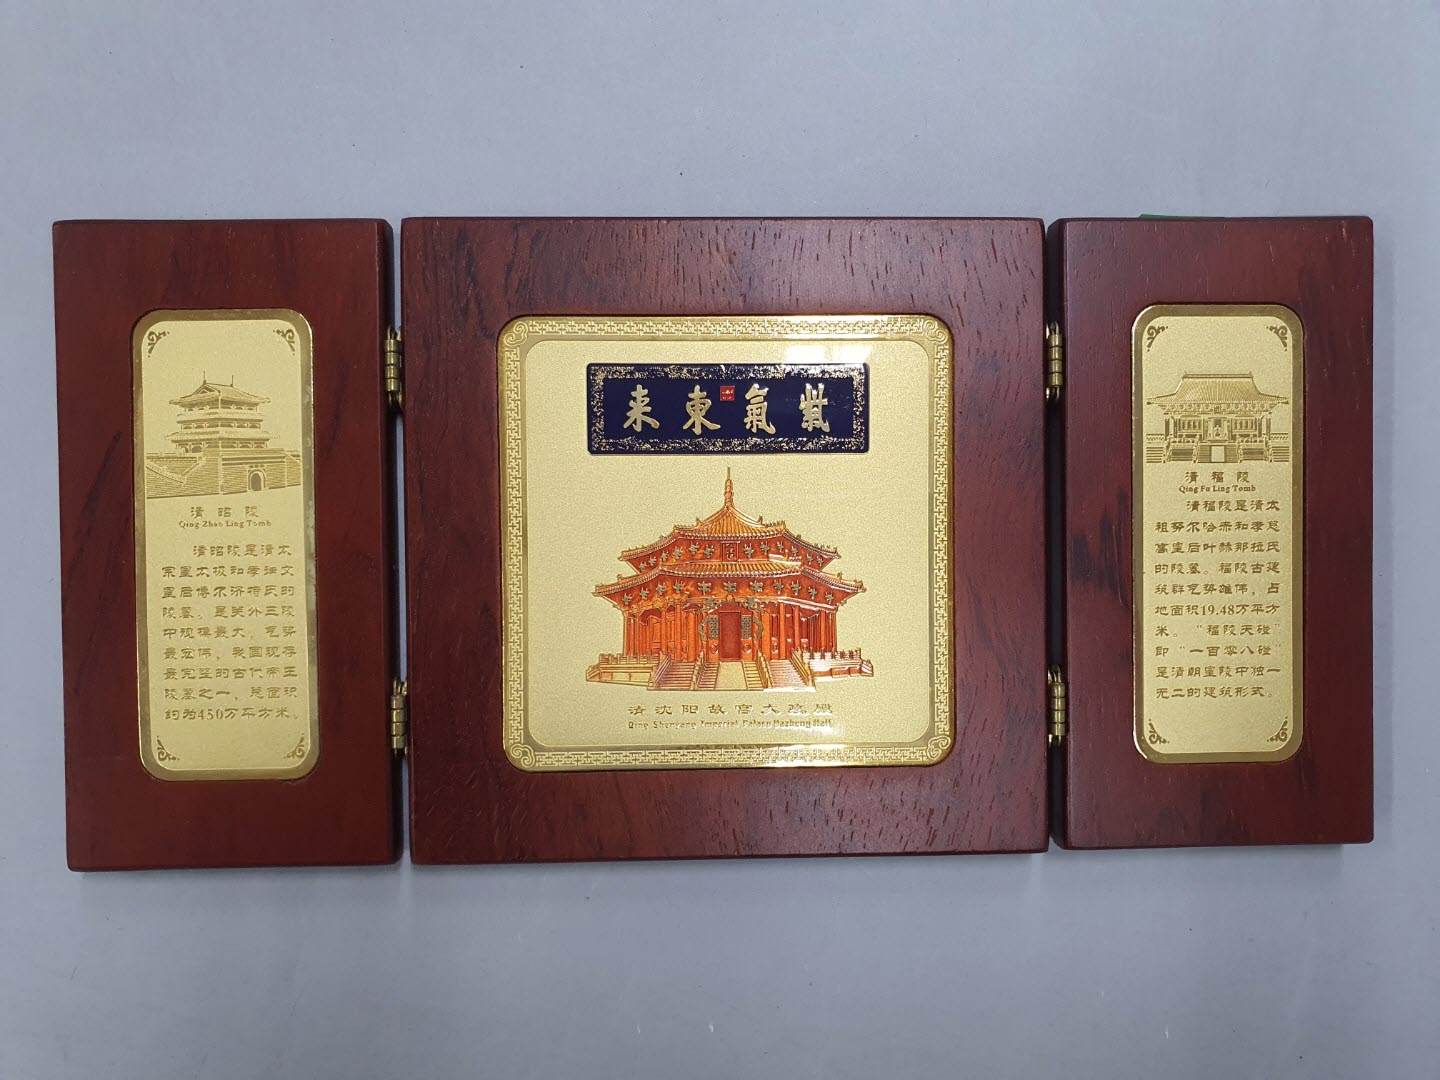 清昭陵
Qing Zhao Ling Tomb
清昭陵是清太
宗皇太极和孝端文
皇后博尔济特氏的
陵墓。是关外三陵
中规模最大，气势
最宏伟，我国现存
最完整的古代帝王
陵墓之一，总面积
约为450万平方米。
来東氣紫
清沈阳故宫大政殿
Qing Shenyang Imperial Palace Dazheng Hall
清福陵
Qing Fu Ling Tomb
清福陵是清太
祖努尔哈赤和孝慈
高皇后叶赫那拉氏
的陵墓。福陵古建
筑群气势雄伟，占
地面积19.48万平方
米。“福陵天磴”
即“一百零八磴”
是清朝皇陵中独一
无二的建筑形式。